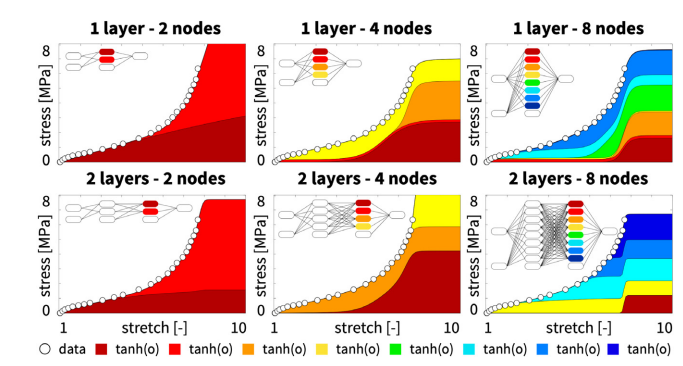 1 layer - 2 nodes
1 layer - 4 nodes
1 layer - 8 nodes
stress [MPa]
8
0
stress [MPa]
8
0
stress [MPa]
8
0
2 layers - 2 nodes
2 layers - 4 nodes
2 layers - 8 nodes
stress [MPa]
8
0
stress [MPa]
8
0
stress [MPa]
8
0
1 stretch [-] 10
1 stretch [-] 10
1 stretch [-] 10
data tanh(o) tanh(o) tanh(o) tanh(o) tanh(o) tanh(o) tanh(o) tanh(o)